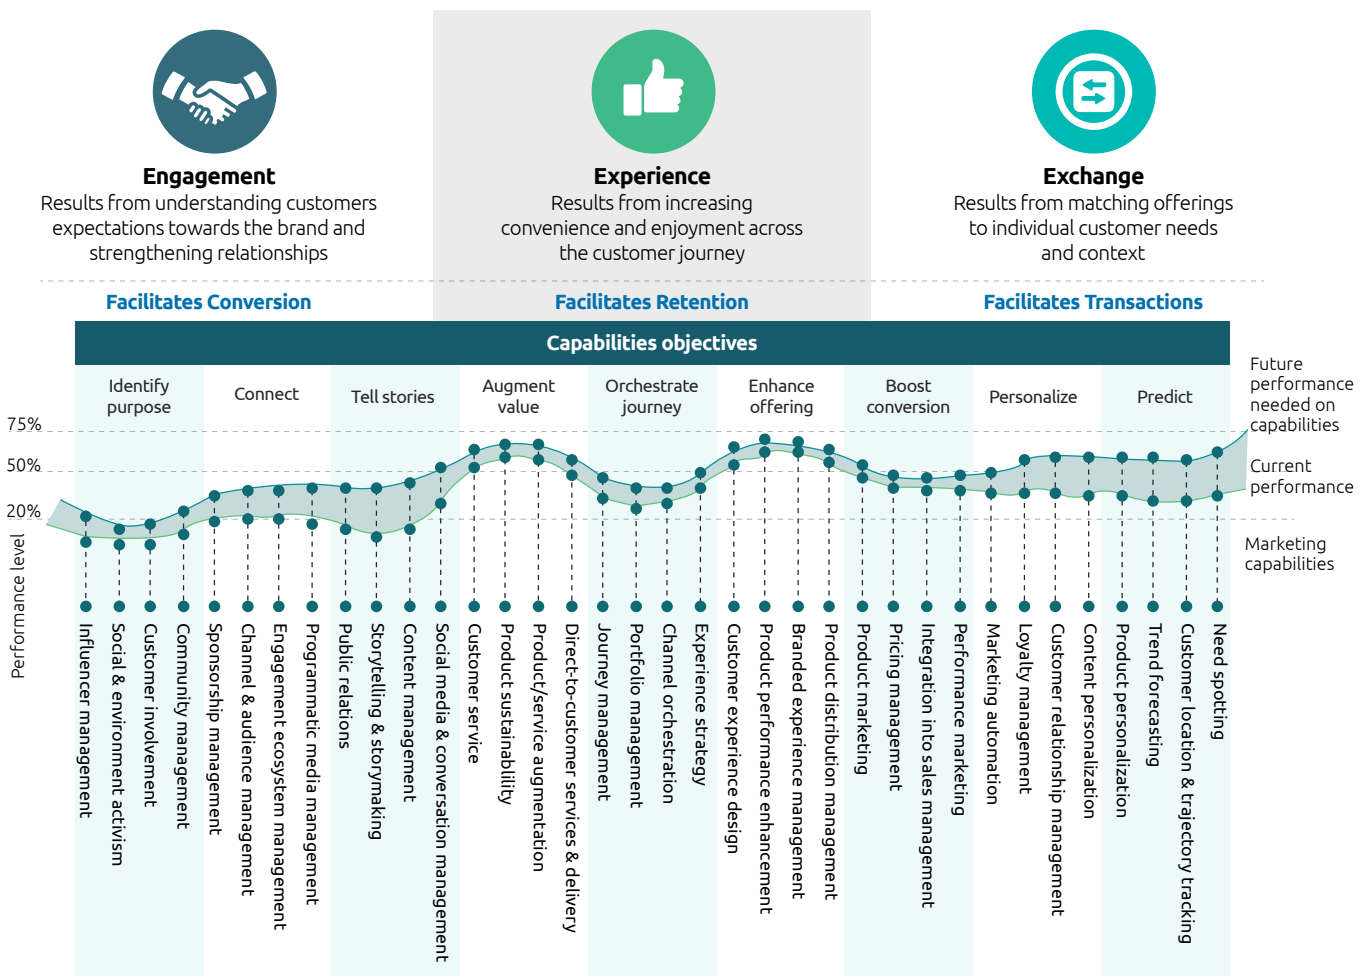 Engagement
Results from understanding customers
expectations towards the brand and
strengthening relationships
Experience
Results from increasing
convenience and enjoyment across
the customer journey
Exchange
Results from matching offerings
to individual customer needs
and context
Facilitates Conversion
Facilitates Retention
Facilitates Transactions
Capabilities objectives
Identify
purpose
Connect
Tell stories
Augment
value
Orchestrate
journey
Enhance
offering
Boost
conversion
Personalize
Predict
Future
performance
needed on
capabilities
Current
performance
Marketing
capabilities
75%
50%
20%
Performance level
Influencer management
Social & environment activism
Customer involvement
Community management
Sponsorship management
Channel & audience management
Engagement ecosystem management
Programmatic media management
Public relations
Storytelling & storymaking
Content management
Social media & conversation management
Customer service
Product sustainablility
Product/service augmentation
Direct-to-customer services & delivery
Journey management
Portfolio management
Channel orchestration
Experience strategy
Customer experience design
Product performance enhancement
Branded experience management
Product distribution management
Product marketing
Pricing management
Integration into sales management
Performance marketing
Marketing automation
Loyalty management
Customer relationship management
Content personalization
Product personalization
Trend forecasting
Customer location & trajectory tracking
Need spotting